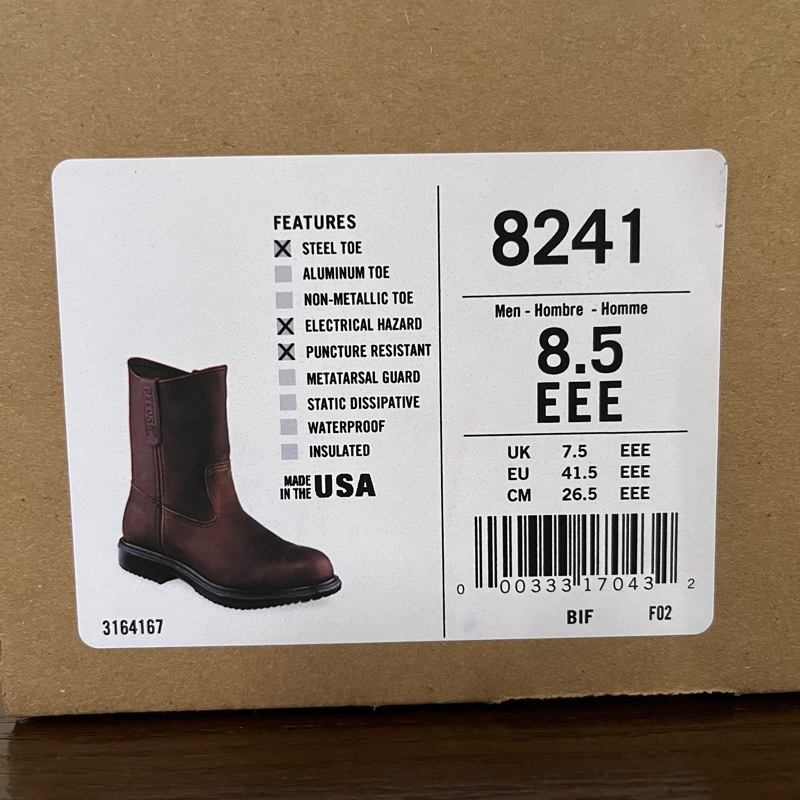 FEATURES
STEEL TOE
ALUMINUM TOE
NON-METALLIC TOE
ELECTRICAL HAZARD
PUNCTURE RESISTANT
METATARSAL GUARD
STATIC DISSIPATIVE
WATERPROOF
INSULATED
MADE
IN THE USA
PECOS
3164167
8241
Men - Hombre - Homme
8.5
EEE
UK 7.5 EEE
EU 41.5 EEE
CM 26.5 EEE
0 00333 17043 2
BIF F02